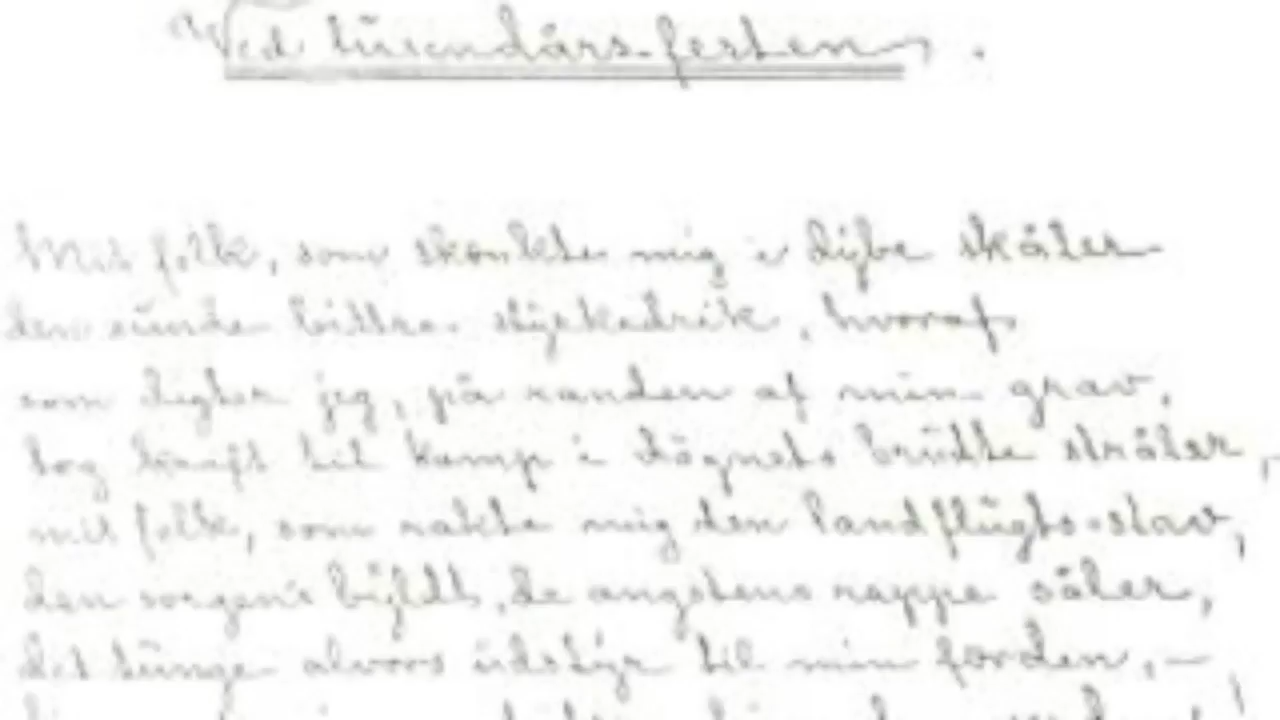 Ved tusendårs-festen.
Mit folk, som skænkte mig i dybe skåler
den sunde bittre styrkedrik, hvoraf
som digter jeg, på randen af min grav,
tog kraft til kamp i døgnets brudte stråler,—
mit folk, som rakte mig den landflugts-stav,
den sorgens byldt, de angstens rappe såler,
det tunge alvors udstyr til min færden,—